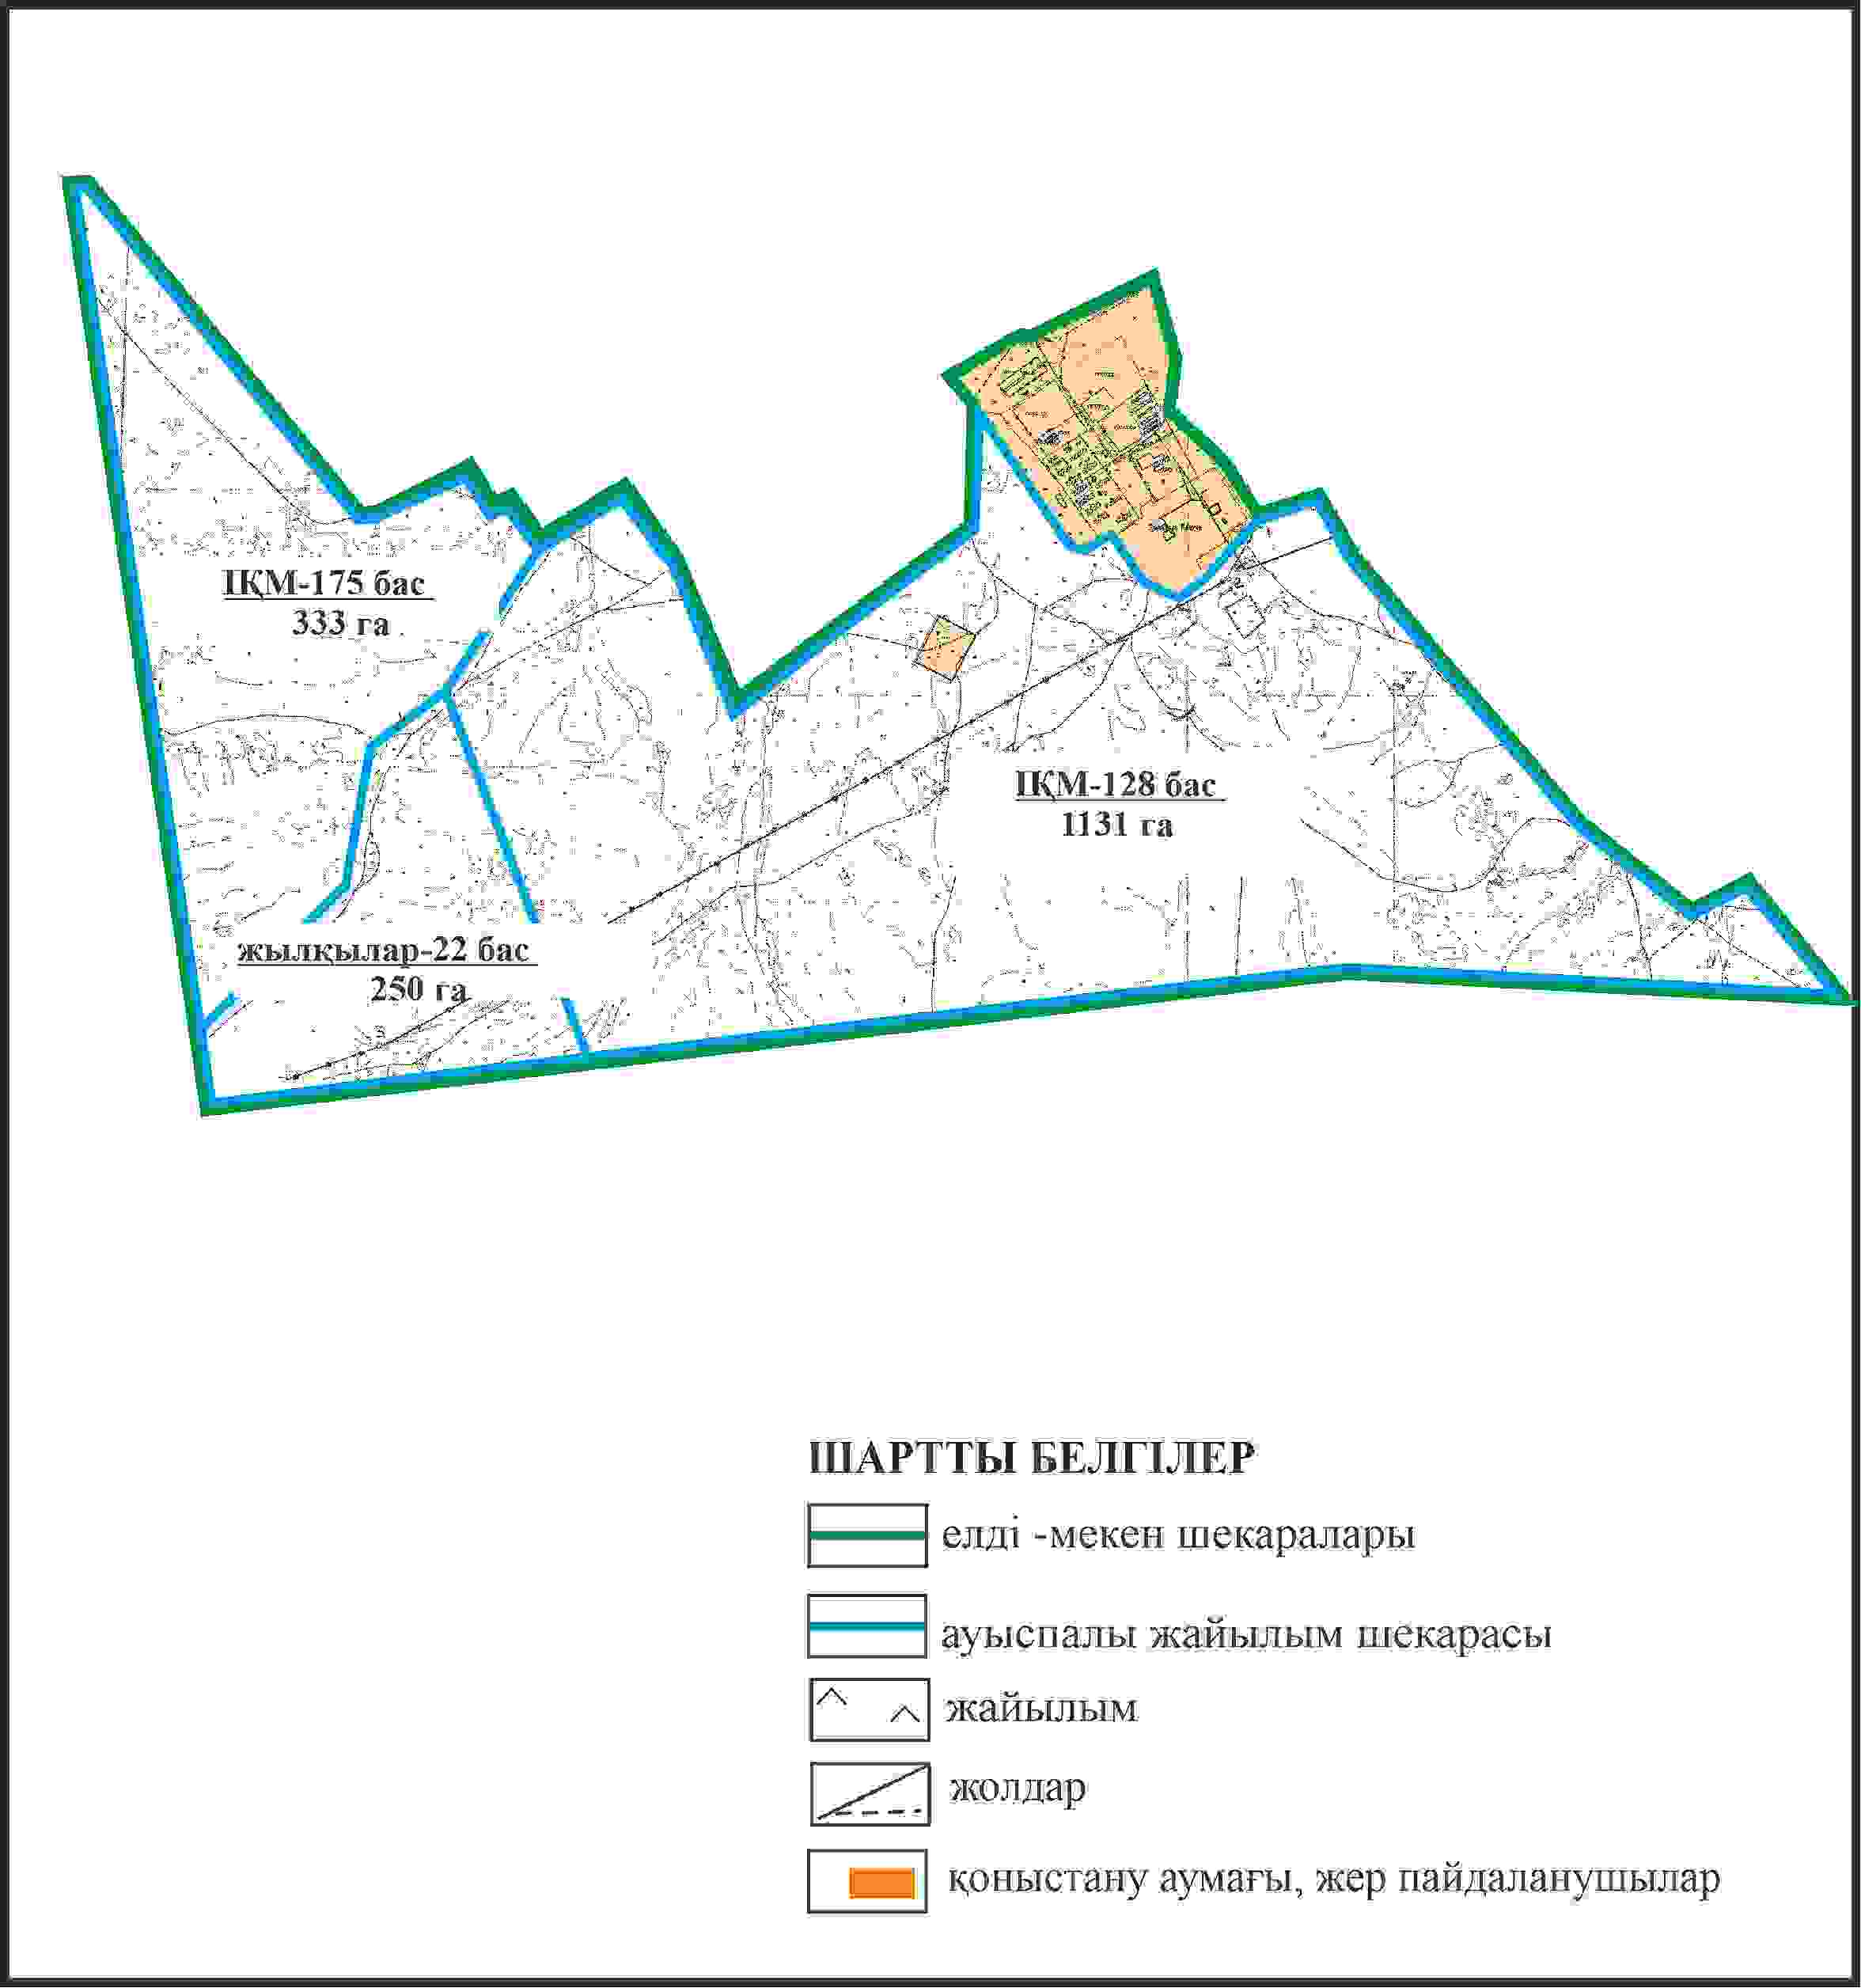 ІҚМ-175 бас
333 га
ІҚМ-128 бас
1131 га
жылқылар-22 бас
250 га
ШАРТТЫ БЕЛГІЛЕР
елді -мекен шекаралары
ауыспалы жайылым шекарасы
жайылым
жолдар
қоныстану аумағы, жер пайдаланушылар